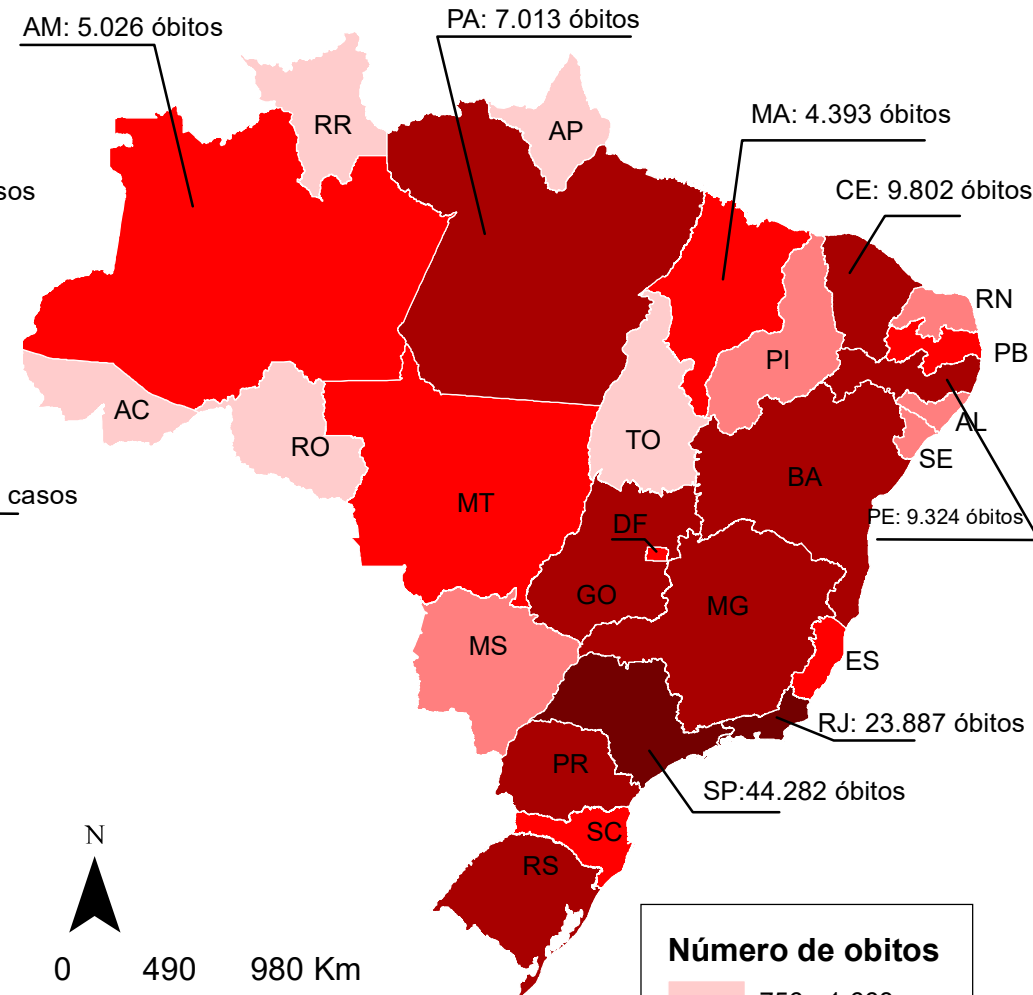 AM: 5.026 óbitos
PA: 7.013 óbitos
RR
AP
MA: 4.393 óbitos
CE: 9.802 óbitos
RN
PB
PI
AC
RO
TO
AL
SE
BA
MT
casos
PE: 9.324 óbitos
DF
GO
MG
MS
ES
RJ: 23.887 óbitos
PR
SP:44.282 óbitos
SC
RS
N
0 490 980 Km
Número de obitos